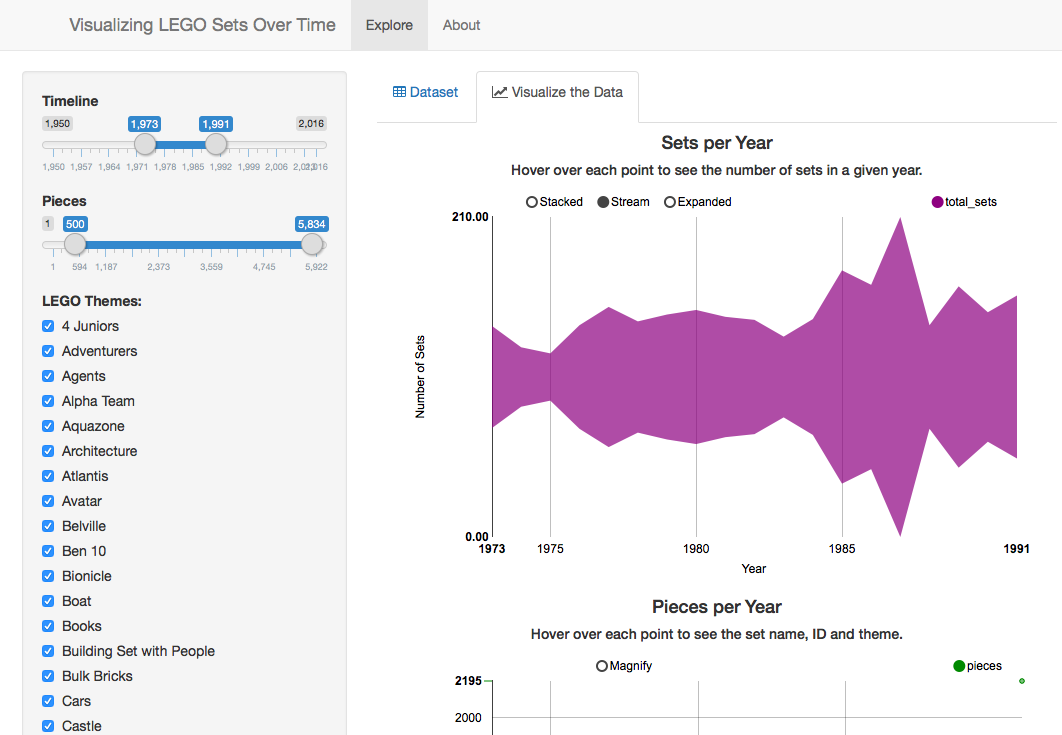 Visualizing LEGO Sets Over Time Explore About
Timeline
1,950 1,973 1,991 2,016
1,950 1,957 1,964 1,971 1,978 1,985 1,992 1,999 2,006 2,016
Pieces
1 500 5,834
1 594 1,187 2,373 3,559 4,745 5,922
LEGO Themes:
4 Juniors
Adventurers
Agents
Alpha Team
Aquazone
Architecture
Atlantis
Avatar
Belville
Ben 10
Bionicle
Boat
Books
Building Set with People
Bulk Bricks
Cars
Castle
Dataset Visualize the Data
Sets per Year
Hover over each point to see the number of sets in a given year.
Stacked Stream Expanded total_sets
210.00
Number of Sets
0.00
1973 1975 1980 1985 1991
Year
Pieces per Year
Hover over each point to see the set name, ID and theme.
Magnify pieces
2195
2000